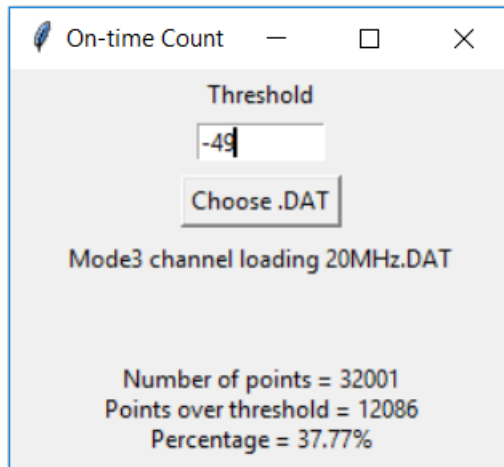 On-time Count
Threshold
-49
Choose .DAT
Mode3 channel loading 20MHz.DAT
Number of points = 32001
Points over threshold = 12086
Percentage = 37.77%